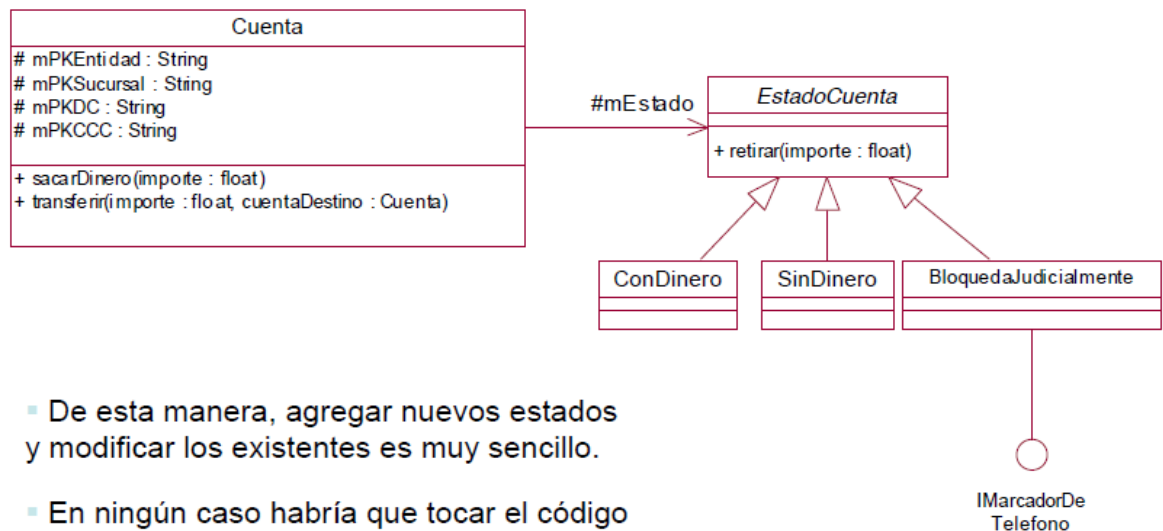 Cuenta
# mPKEntidad : String
# mPKSucursal : String
# mPKDC : String
# mPKCCC : String
+ sacarDinero(importe : float)
+ transferir(importe : float, cuentaDestino : Cuenta)
#mEstado
EstadoCuenta
+ retirar(importe : float)
ConDinero
SinDinero
BloquedaJudicialmente
IMarcadorDe
Telefono
▪ De esta manera, agregar nuevos estados
y modificar los existentes es muy sencillo.
▪ En ningún caso habría que tocar el código